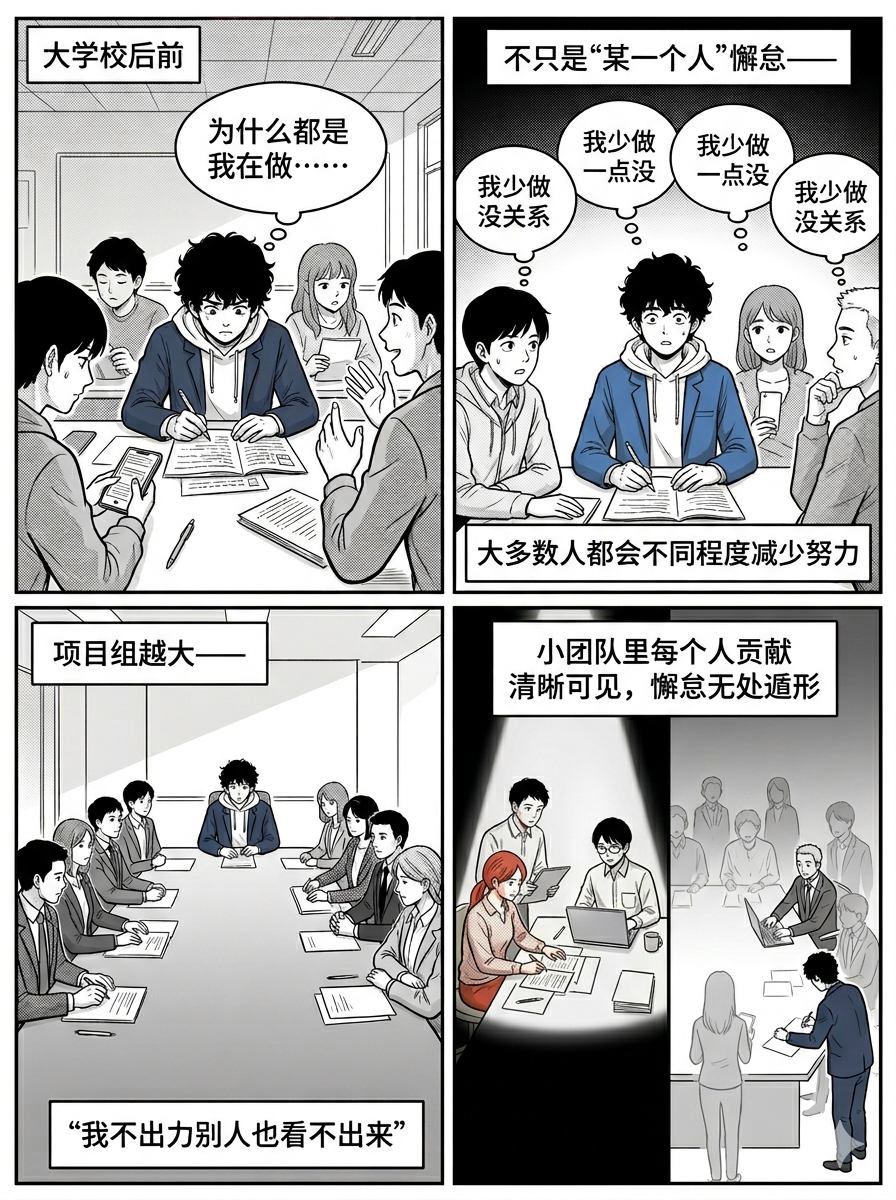 大学校后前
为什么都是
我在做……
不只是“某一个人”懈怠——
我少做
没关系
我少做
一点没
我少做
一点没
我少做
没关系
大多数人都会不同程度减少努力
项目组越大——
“我不出力别人也看不出来”
小团队里每个人贡献
清晰可见，懈怠无处遁形